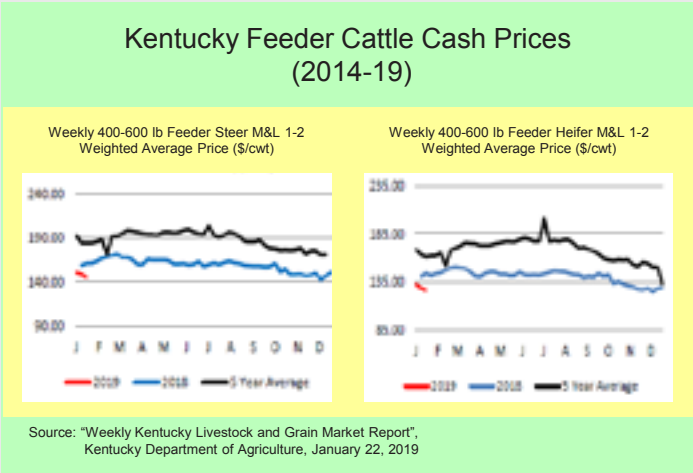 Kentucky Feeder Cattle Cash Prices
(2014-19)
Weekly 400-600 lb Feeder Steer M&L 1-2
Weighted Average Price ($/cwt)
240.00
190.00
140.00
90.00
J F M A M J J A S O N D
2019 2018 5 Year Average
Weekly 400-600 lb Feeder Heifer M&L 1-2
Weighted Average Price ($/cwt)
235.00
185.00
135.00
85.00
J F M A M J J A S O N D
2019 2018 5 Year Average
Source: “Weekly Kentucky Livestock and Grain Market Report”,
Kentucky Department of Agriculture, January 22, 2019